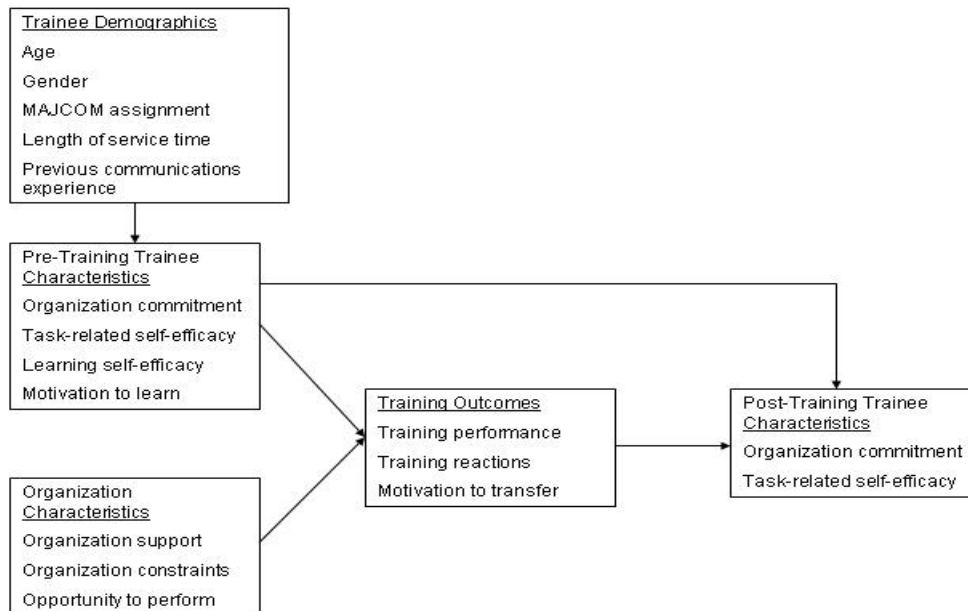 Trainee Demographics
Age
Gender
MAJCOM assignment
Length of service time
Previous communications
experience
Pre-Training Trainee
Characteristics
Organization commitment
Task-related self-efficacy
Learning self-efficacy
Motivation to learn
Organization
Characteristics
Organization support
Organization constraints
Opportunity to perform
Training Outcomes
Training performance
Training reactions
Motivation to transfer
Post-Training Trainee
Characteristics
Organization commitment
Task-related self-efficacy